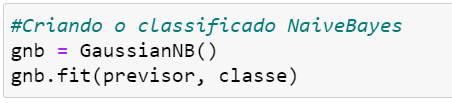 #Criando o classificado NaiveBayes
gnb = GaussianNB()
gnb.fit(previsor, classe)